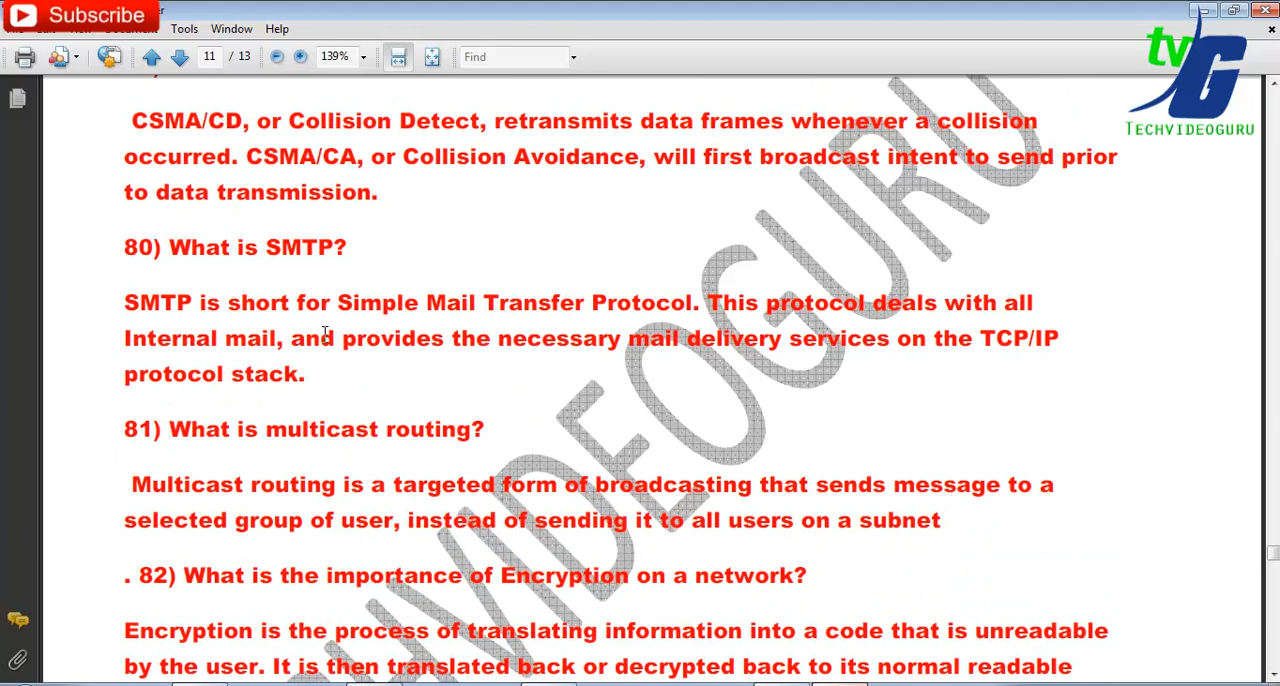 Subscribe
Tools Window Help
11 / 13 139% Find
tv G
TECHVIDEOGURU
CSMA/CD, or Collision Detect, retransmits data frames whenever a collision
occurred. CSMA/CA, or Collision Avoidance, will first broadcast intent to send prior
to data transmission.
80) What is SMTP?
SMTP is short for Simple Mail Transfer Protocol. This protocol deals with all
Internal mail, and provides the necessary mail delivery services on the TCP/IP
protocol stack.
81) What is multicast routing?
Multicast routing is a targeted form of broadcasting that sends message to a
selected group of user, instead of sending it to all users on a subnet
. 82) What is the importance of Encryption on a network?
Encryption is the process of translating information into a code that is unreadable
by the user. It is then translated back or decrypted back to its normal readable
HVIDEOGURU